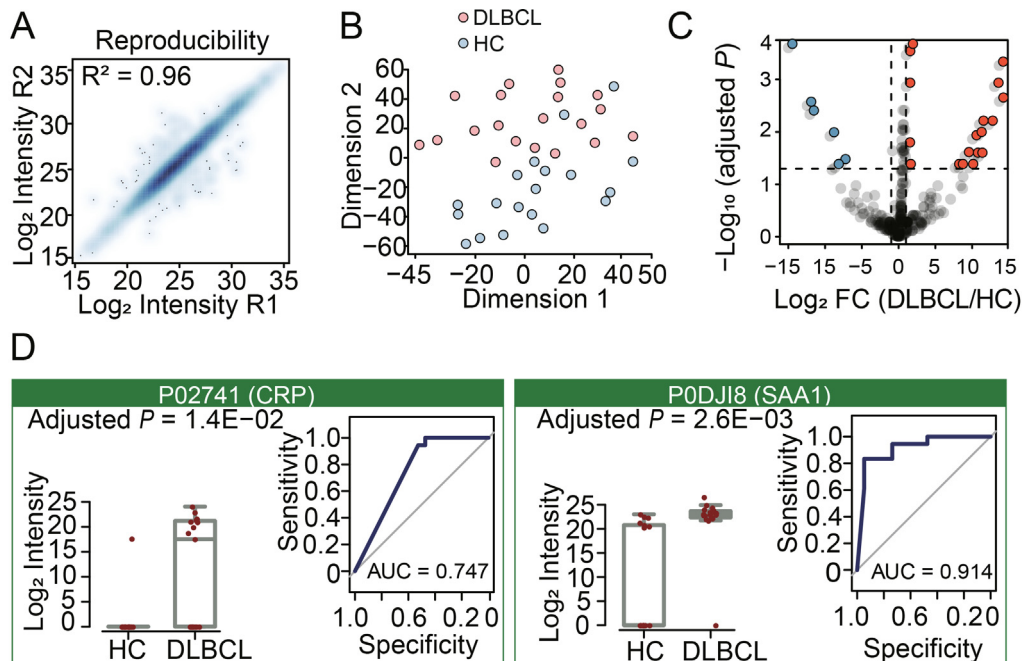 A
Reproducibility
R² = 0.96
Log₂ Intensity R2
35
31
25
20
15
15
20
25
30
35
Log₂ Intensity R1
B
DLBCL
HC
Dimension 2
60
40
20
0
−20
−40
−60
−45
−20
0
20
40
50
Dimension 1
C
−Log₁₀ (adjusted P)
4
3
2
1
0
−15
15
−5
0
5
10
15
Log₂ FC (DLBCL/HC)
D
P02741 (CRP)
Adjusted P = 1.4E−02
Log₂ Intensity
25
20
15
10
5
0
HC
DLBCL
Sensitivity
1.0
0.8
0.6
0.4
0.2
0
AUC = 0.747
1.0
0.6
0.20
Specificity
P0DJI8 (SAA1)
Adjusted P = 2.6E−03
Log₂ Intensity
25
20
15
10
5
0
HC
DLBCL
Sensitivity
1.0
0.8
0.6
0.4
0.2
0
AUC = 0.914
1.0
0.6
0.20
Specificity